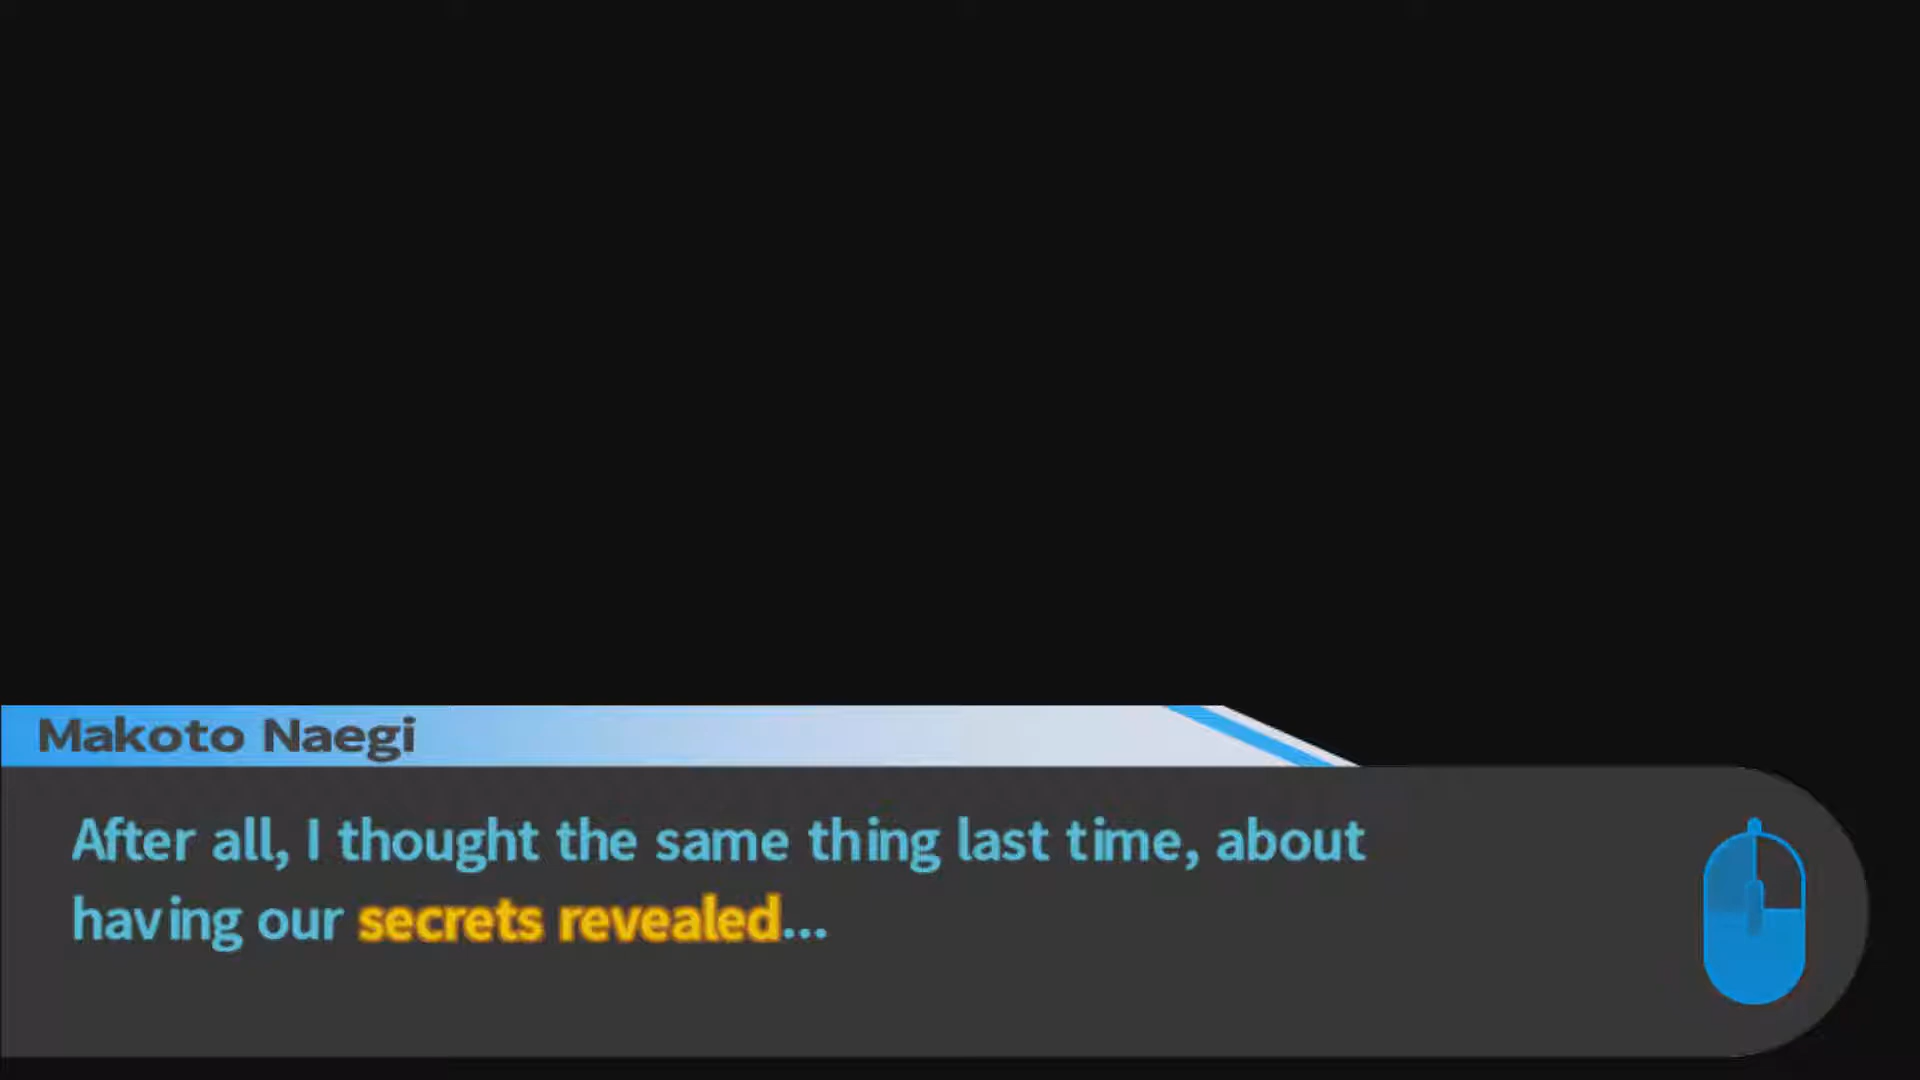 Makoto Naegi
After all, I thought the same thing last time, about
having our secrets revealed...